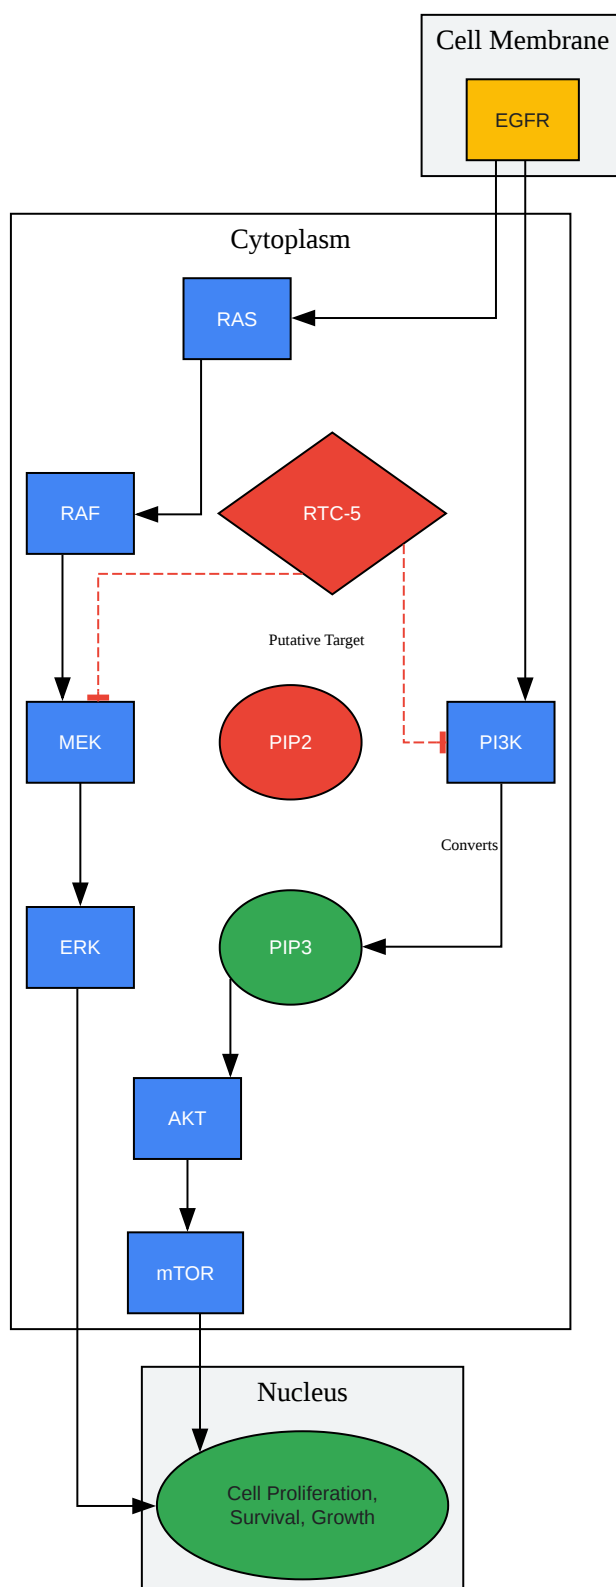 Cell Membrane
EGFR
Cytoplasm
RAS
RAF
RTC-5
Putative Target
MEK
PIP2
PI3K
Converts
ERK
PIP3
AKT
mTOR
Nucleus
Cell Proliferation,
Survival, Growth